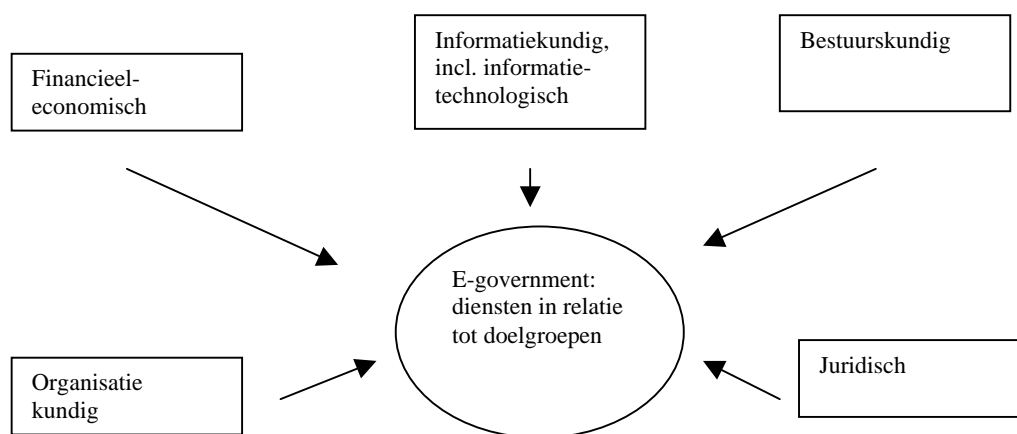 Financieel-
economisch
Informatiekundig,
incl. informatie-
technologisch
Bestuurskundig
E-government:
diensten in relatie
tot doelgroepen
Organisatie
kundig
Juridisch